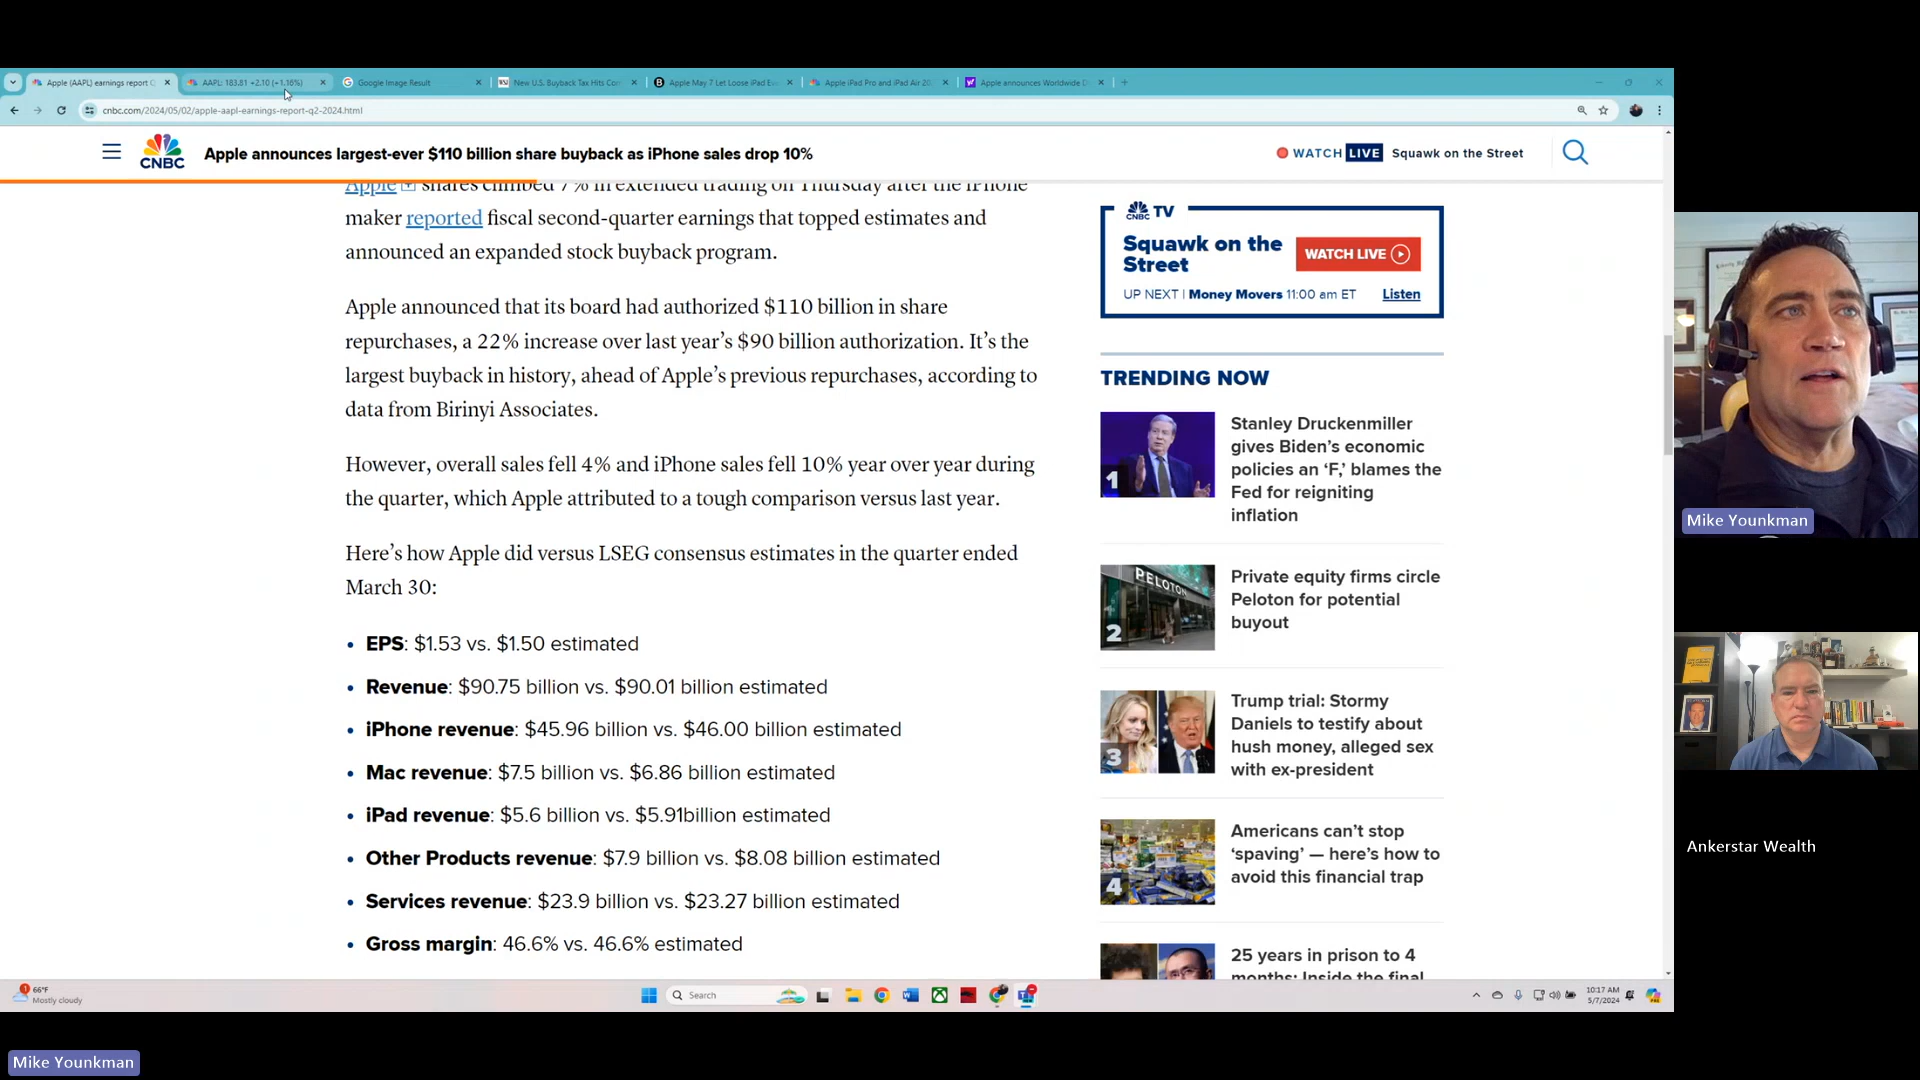 Apple (AAPL) earnings report Q
AAPL: 183.81 +2.10 (+1.16%)
Google Image Result
New U.S. Buyback Tax Hits Cor
Apple May 7 Let Loose iPad Ev
Apple iPad Pro and iPad Air 20
Apple announces Worldwide D
cnbc.com/2024/05/02/apple-aapl-earnings-report-q2-2024.html
CNBC
Apple announces largest-ever $110 billion share buyback as iPhone sales drop 10%
WATCH LIVE Squawk on the Street
Apple shares climbed 7% in extended trading on Thursday after the iPhone
maker reported fiscal second-quarter earnings that topped estimates and
announced an expanded stock buyback program.
Apple announced that its board had authorized $110 billion in share
repurchases, a 22% increase over last year’s $90 billion authorization. It’s the
largest buyback in history, ahead of Apple’s previous repurchases, according to
data from Birinyi Associates.
However, overall sales fell 4% and iPhone sales fell 10% year over year during
the quarter, which Apple attributed to a tough comparison versus last year.
Here’s how Apple did versus LSEG consensus estimates in the quarter ended
March 30:
• EPS: $1.53 vs. $1.50 estimated
• Revenue: $90.75 billion vs. $90.01 billion estimated
• iPhone revenue: $45.96 billion vs. $46.00 billion estimated
• Mac revenue: $7.5 billion vs. $6.86 billion estimated
• iPad revenue: $5.6 billion vs. $5.91billion estimated
• Other Products revenue: $7.9 billion vs. $8.08 billion estimated
• Services revenue: $23.9 billion vs. $23.27 billion estimated
• Gross margin: 46.6% vs. 46.6% estimated
CNBC TV
Squawk on the
Street
WATCH LIVE
UP NEXT | Money Movers 11:00 am ET
Listen
TRENDING NOW
1
Stanley Druckenmiller
gives Biden’s economic
policies an ‘F,’ blames the
Fed for reigniting
inflation
PELOTON
2
Private equity firms circle
Peloton for potential
buyout
3
Trump trial: Stormy
Daniels to testify about
hush money, alleged sex
with ex-president
4
Americans can’t stop
‘spaving’ — here’s how to
avoid this financial trap
25 years in prison to 4
months: Inside the final
Mike Younkman
Ankerstar Wealth
1
66°F
Mostly cloudy
Search
10:17 AM
5/7/2024
Mike Younkman